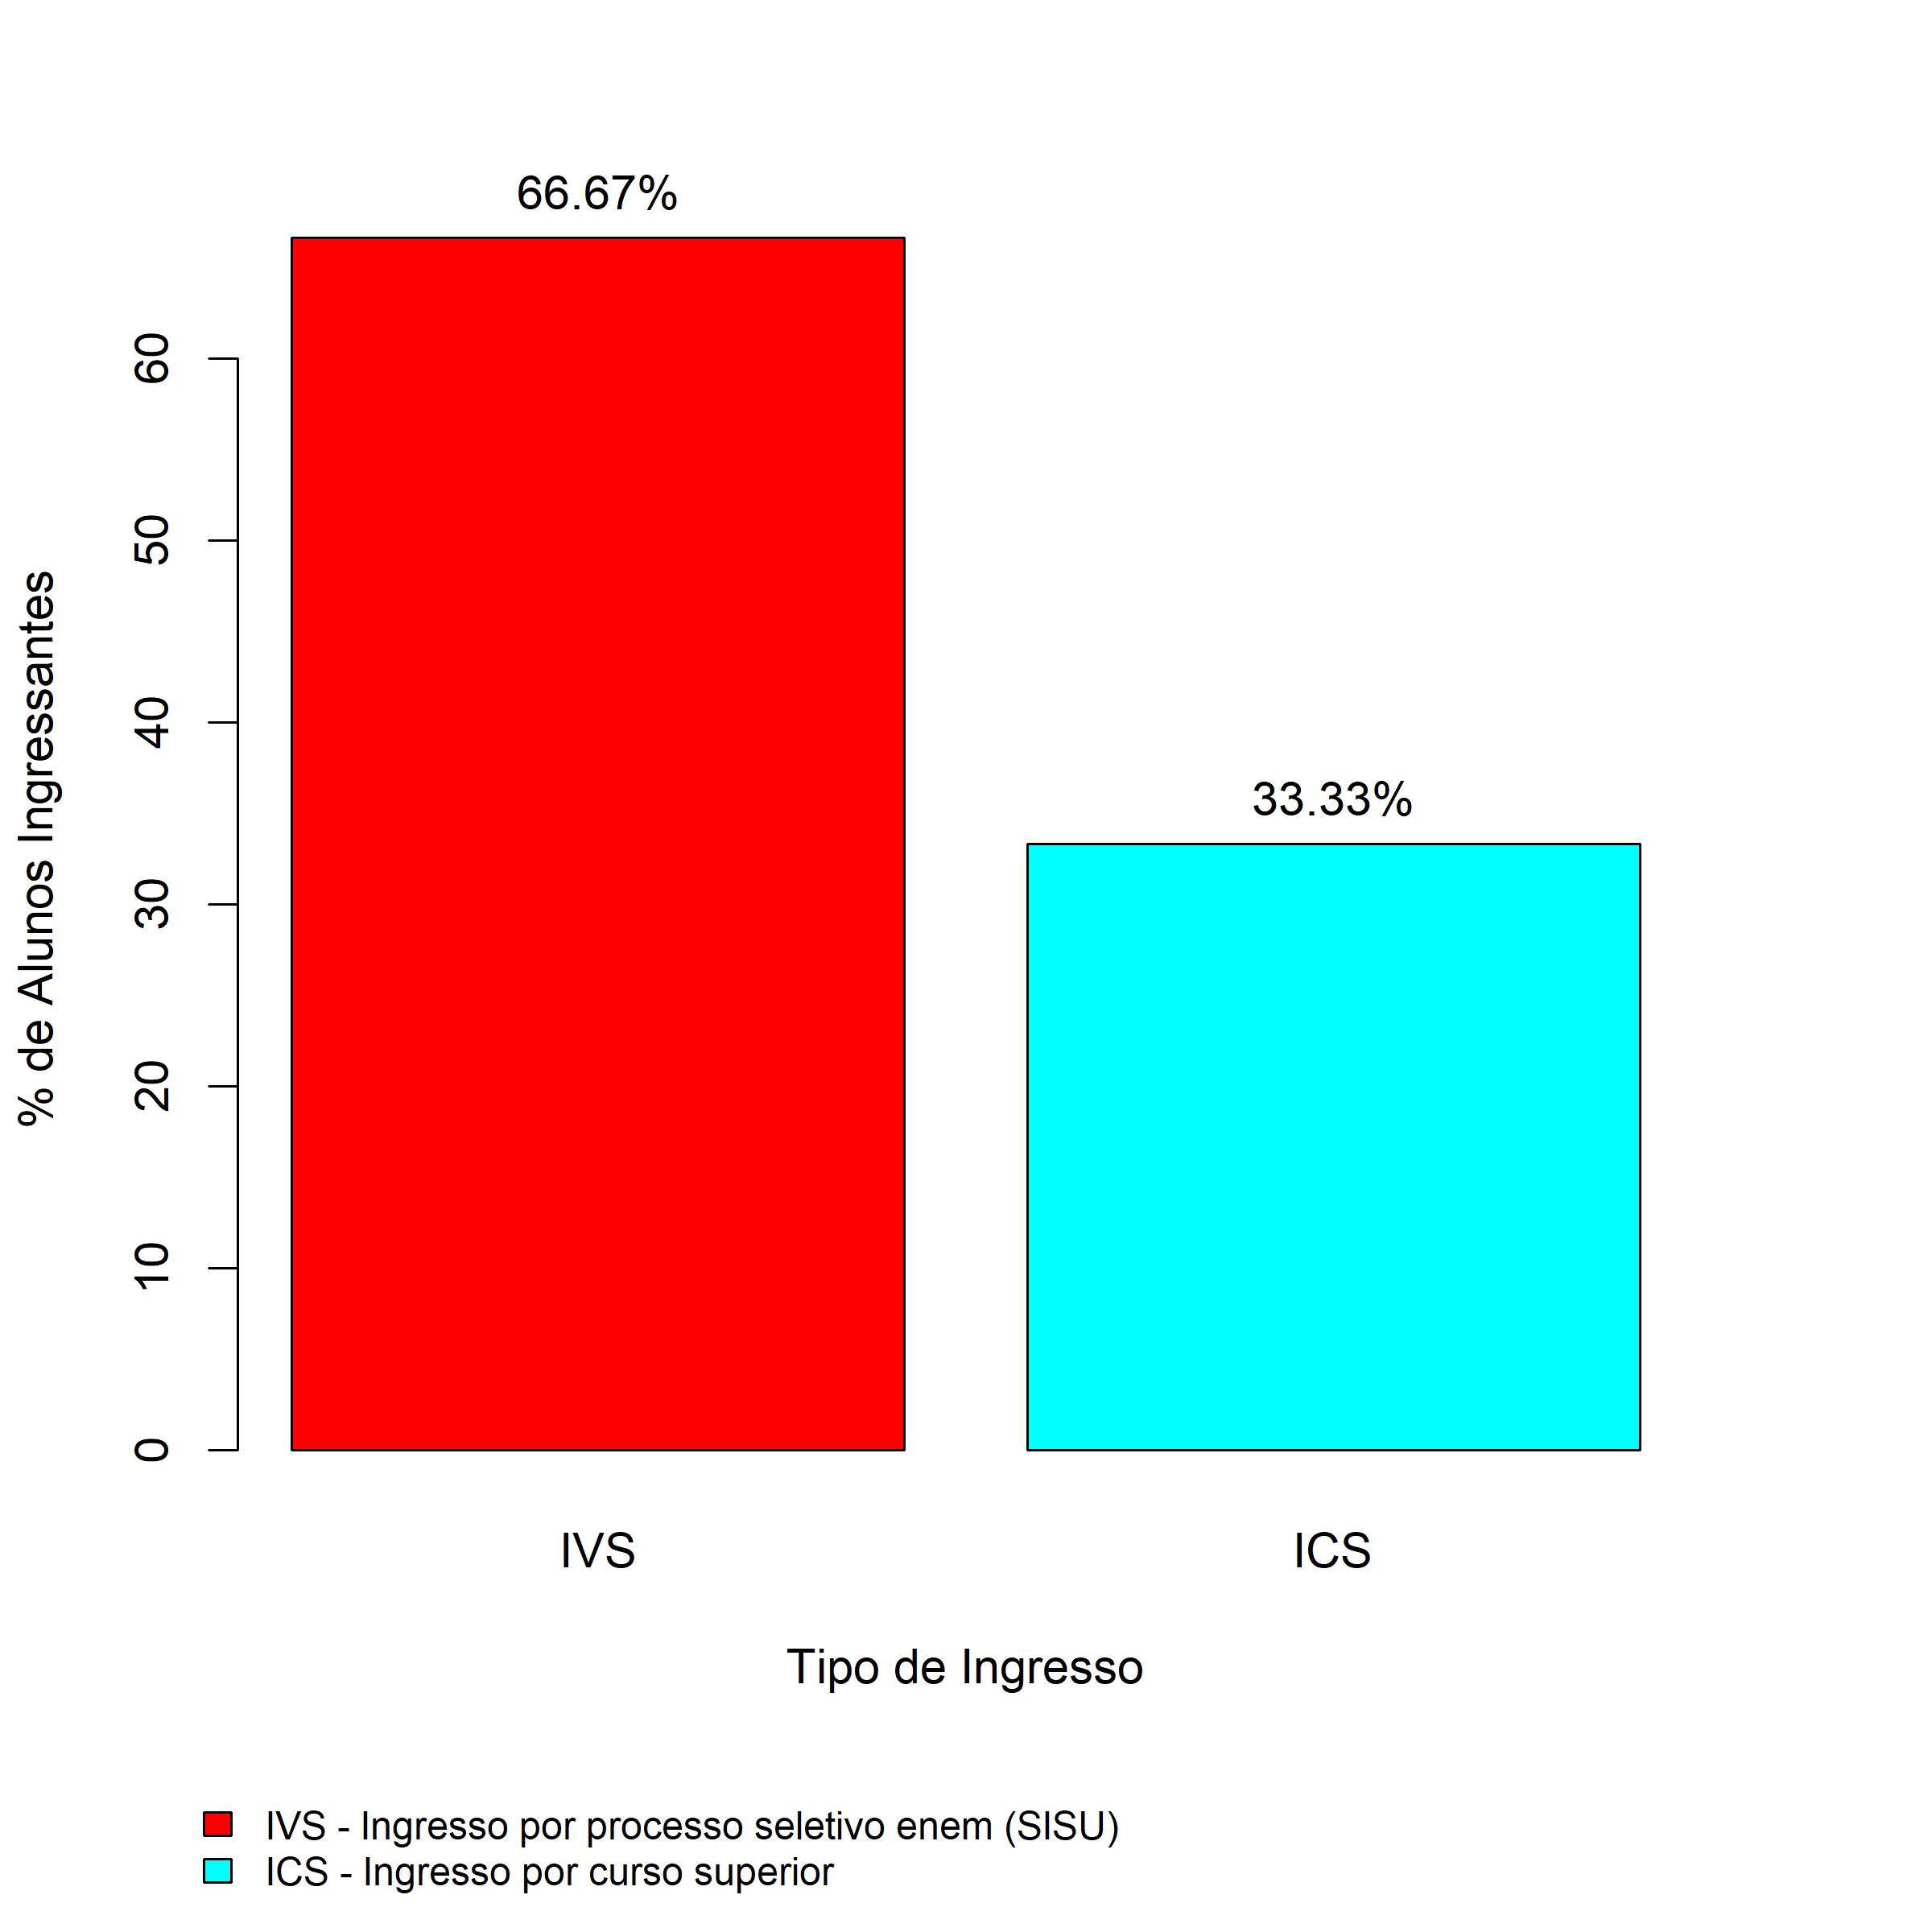 66.67%
33.33%
% de Alunos Ingressantes
60
50
40
30
20
10
0
IVS
ICS
Tipo de Ingresso
IVS - Ingresso por processo seletivo enem (SISU)
ICS - Ingresso por curso superior